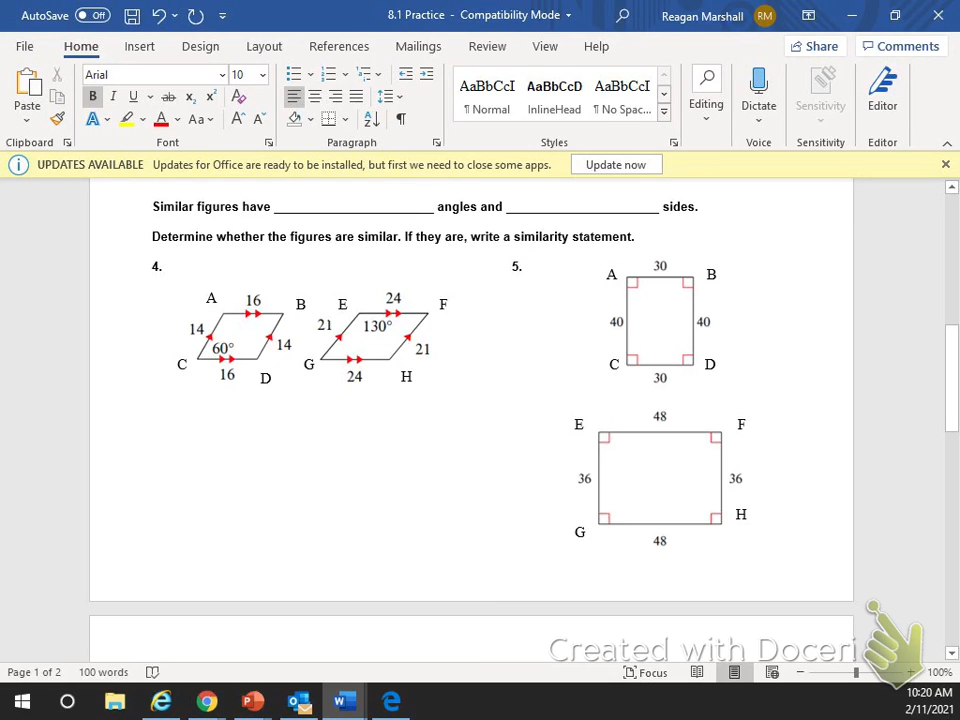 AutoSave Off 8.1 Practice - Compatibility Mode Reagan Marshall RM
File Home Insert Design Layout References Mailings Review View Help Share Comments
Paste Arial 10 AaBbCcI AaBbCcD AaBbCcI Editing Dictate Sensitivity Editor
B I U ab x₂ x² ¶ Normal InlineHead ¶ No Spac...
A A Aa A A
Clipboard Font Paragraph Styles Voice Sensitivity Editor
UPDATES AVAILABLE Updates for Office are ready to be installed, but first we need to close some apps. Update now
Similar figures have ______________________ angles and ______________________ sides.
Determine whether the figures are similar. If they are, write a similarity statement.
4.
A 16 B
14 60° 14
C 16 D
E 24 F
21 130° 21
G 24 H
5.
A 30 B
40 40
C 30 D
E 48 F
36 36
G 48 H
Created with Doceri
Page 1 of 2 100 words Focus 100%
10:20 AM
2/11/2021